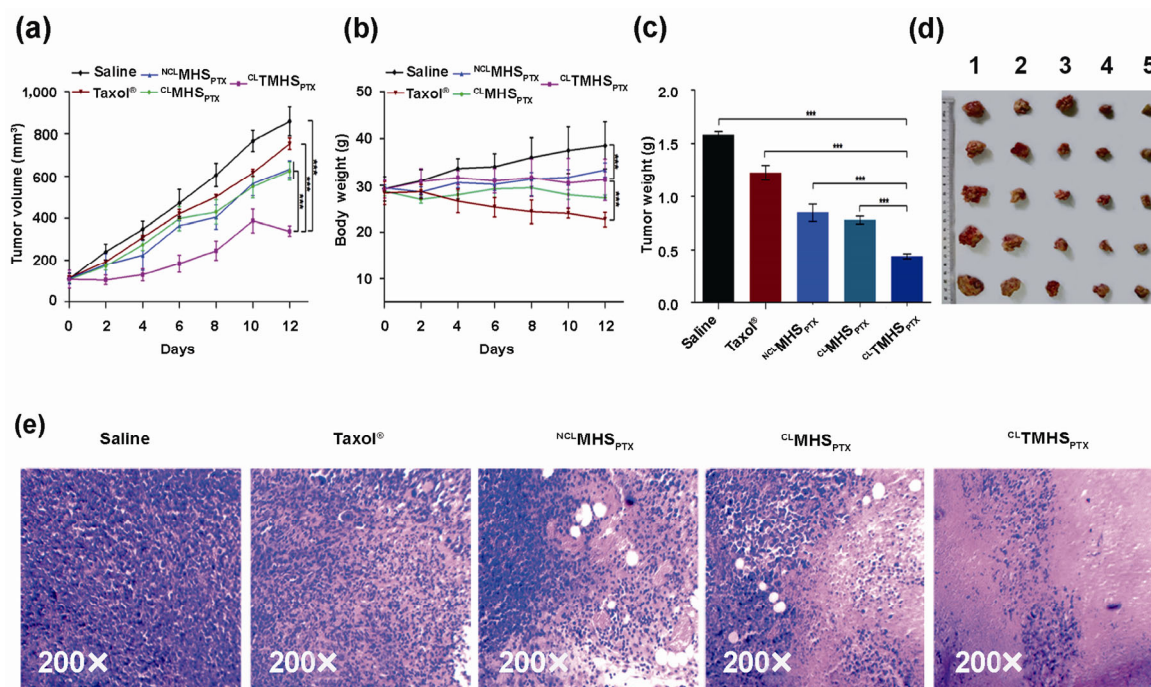 (a)
Saline
NCLMHSPTX
CLTMHSPTX
Taxol®
CLMHSPTX
Tumor volume (mm³)
1,000
800
600
400
200
0
0 2 4 6 8 10 12
Days
***
***
***
(b)
Saline
NCLMHSPTX
CLTMHSPTX
Taxol®
CLMHSPTX
Body weight (g)
50
40
30
20
10
0 2 4 6 8 10 12
Days
***
***
(c)
Tumor weight (g)
2.0
1.5
1.0
0.5
0.0
***
***
***
***
Saline
Taxol®
NCLMHSPTX
CLMHSPTX
CLTMHSPTX
(d)
1 2 3 4 5
(e)
Saline
Taxol®
NCLMHSPTX
CLMHSPTX
CLTMHSPTX
200×
200×
200×
200×
200×